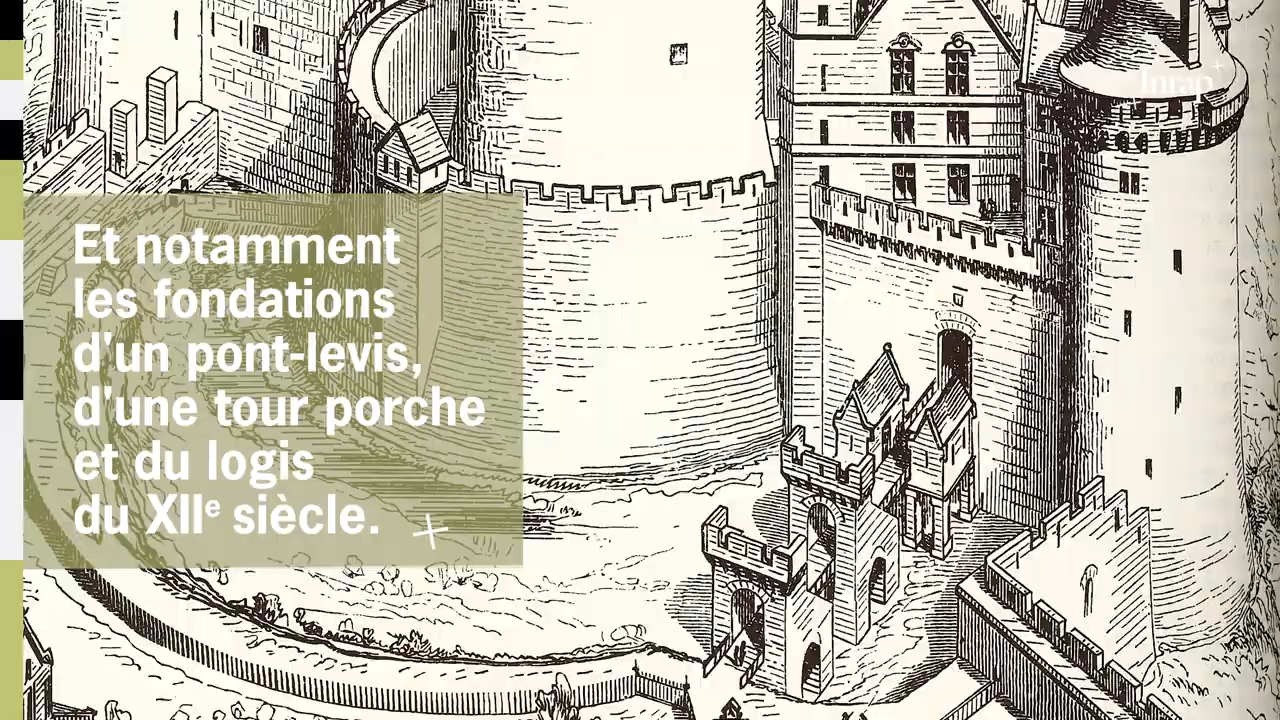 Inrap
Et notamment
les fondations
d'un pont-levis,
d'une tour porche
et du logis
du XIIᵉ siècle.